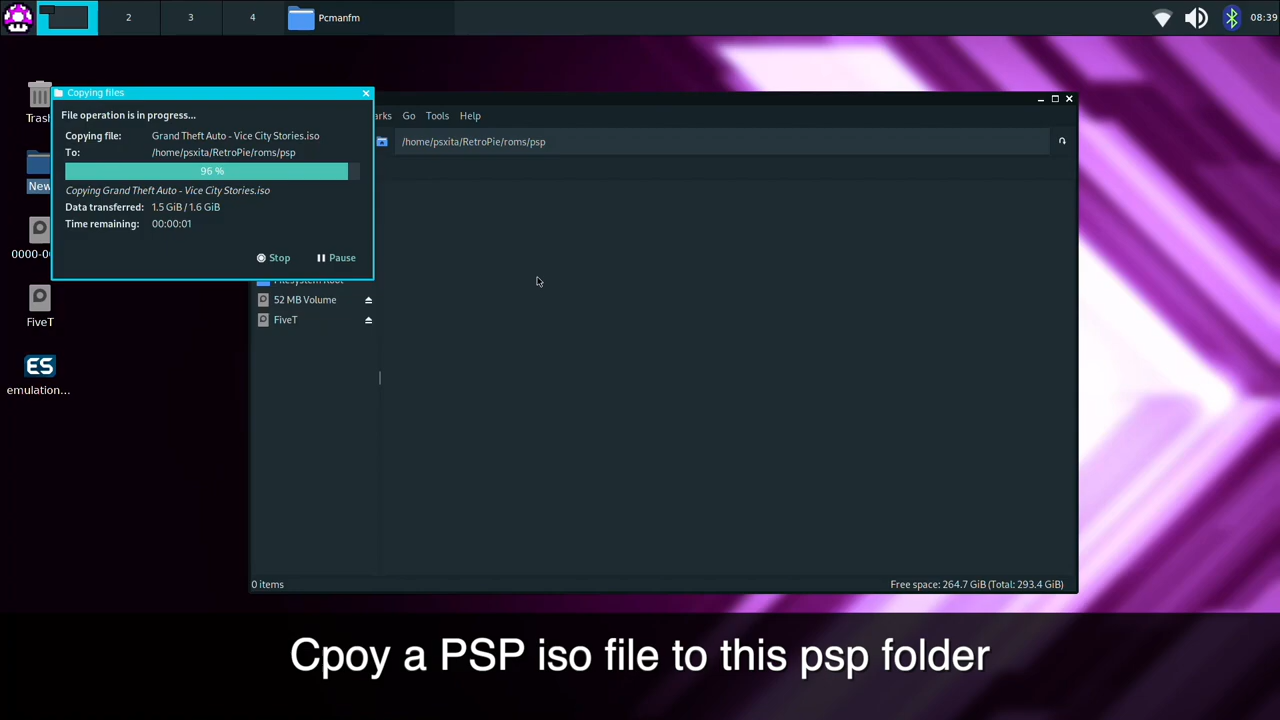 2
3
4
Pcmanfm
08:39
Tras
New
0000-0
FiveT
ES
emulation...
Copying files
File operation is in progress...
Copying file: Grand Theft Auto - Vice City Stories.iso
To: /home/psxita/RetroPie/roms/psp
96 %
Copying Grand Theft Auto - Vice City Stories.iso
Data transferred: 1.5 GiB / 1.6 GiB
Time remaining: 00:00:01
Stop
Pause
arks Go Tools Help
/home/psxita/RetroPie/roms/psp
Filesystem Root
52 MB Volume
FiveT
0 items
Free space: 264.7 GiB (Total: 293.4 GiB)
Cpoy a PSP iso file to this psp folder